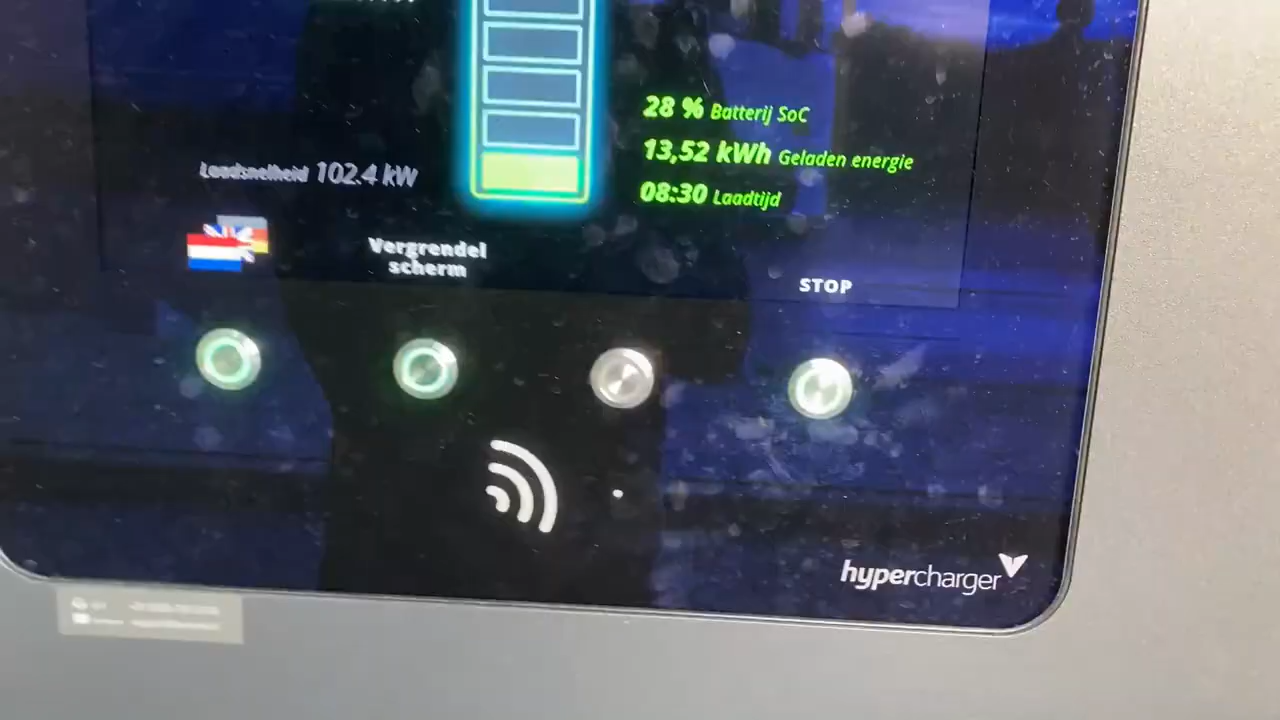 28 % Batterij SoC
13,52 kWh Geladen energie
08:30 Laadtijd
Laadsnelheid 102.4 kW
Vergrendel
scherm
STOP
hypercharger